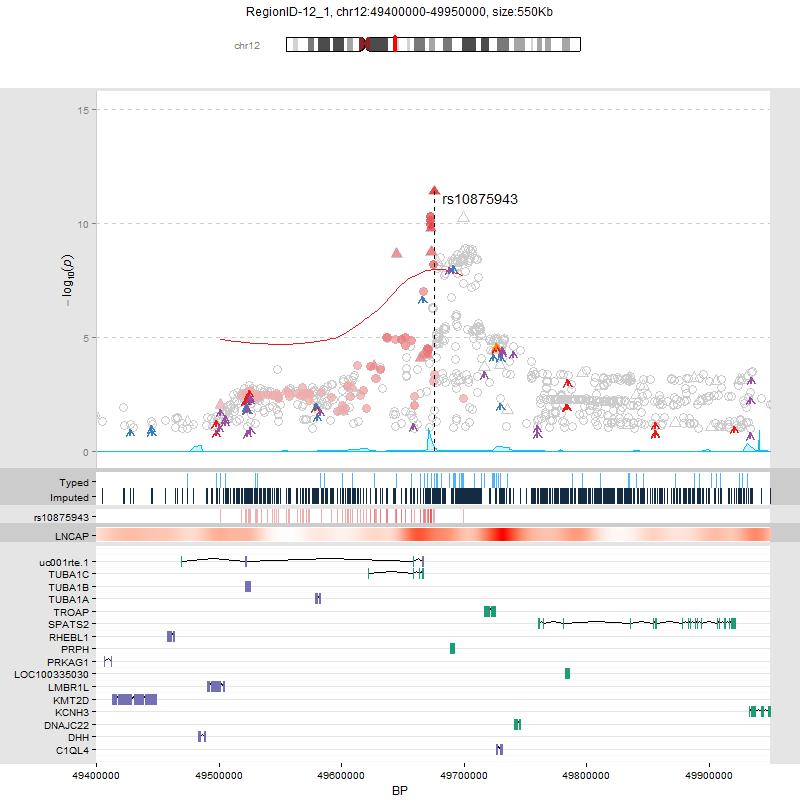 RegionID-12_1, chr12:49400000-49950000, size:550Kb
chr12
15
10
5
0
− log10(p)
rs10875943
Typed
Imputed
rs10875943
LNCAP
uc001rte.1
TUBA1C
TUBA1B
TUBA1A
TROAP
SPATS2
RHEBL1
PRPH
PRKAG1
LOC100335030
LMBR1L
KMT2D
KCNH3
DNAJC22
DHH
C1QL4
49400000 49500000 49600000 49700000 49800000 49900000
BP